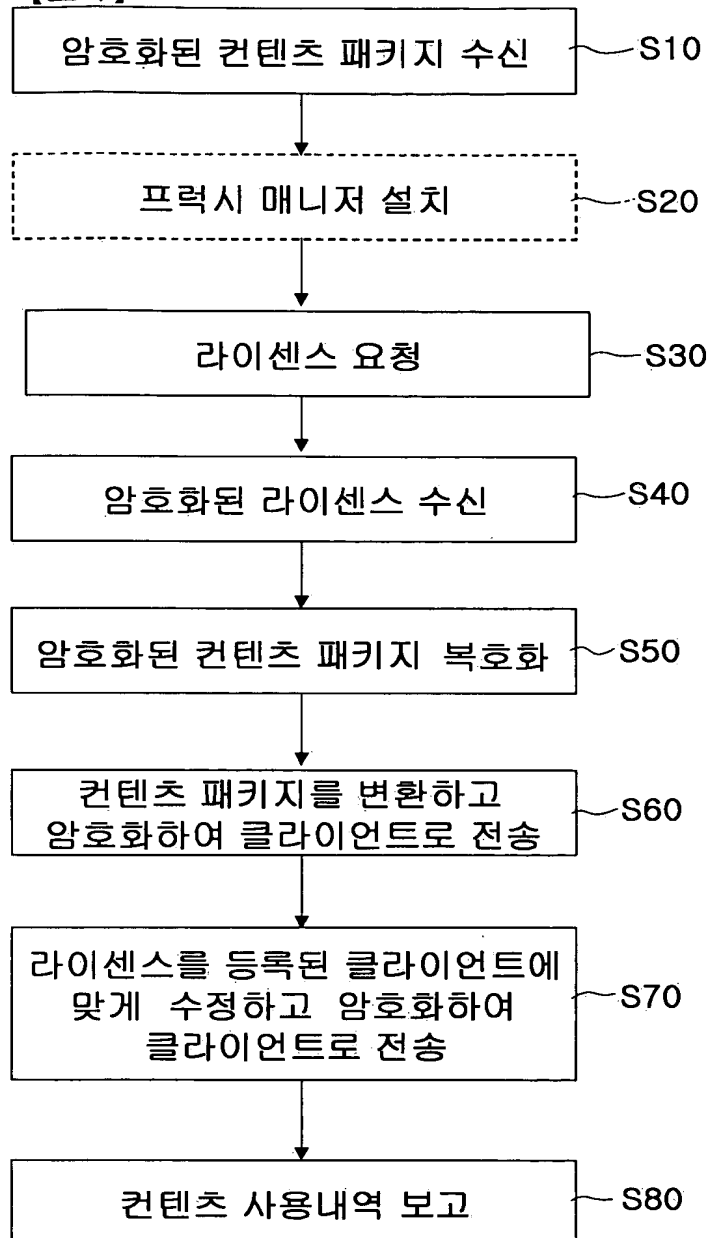 암호화된 컨텐츠 패키지 수신
S10
프럭시 매니저 설치
S20
라이센스 요청
S30
암호화된 라이센스 수신
S40
암호화된 컨텐츠 패키지 복호화
S50
컨텐츠 패키지를 변환하고
암호화하여 클라이언트로 전송
S60
라이센스를 등록된 클라이언트에
맞게 수정하고 암호화하여
클라이언트로 전송
S70
컨텐츠 사용내역 보고
S80